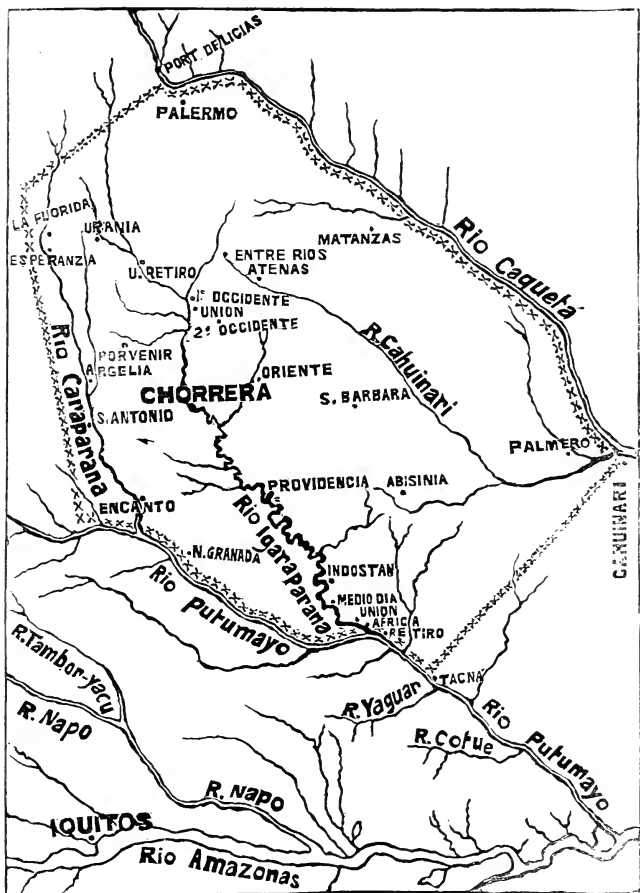 PORT. DELICIAS
PALERMO
LA FLORIDA
URANIA
MATANZAS
Rio Caquetá
ESPERANZA
U. RETIRO
ENTRE RIOS
ATENAS
1º OCCIDENTE
UNION
2º OCCIDENTE
R. Cahuinari
Rio Caraparana
PORVENIR
ARGELIA
ORIENTE
CHORRERA
S. BARBARA
S. ANTONIO
PALMERO
PROVIDENCIA
ABISINIA
ENCANTO
CAHUINARI
Rio Igaraparana
N. GRANADA
INDOSTAN
Rio Putumayo
MEDIO DIA
UNION
AFRICA
RETIRO
TACNA
R. Tambor-yacu
R. Yaguar
R. Napo
R. Cotue
Rio Putumayo
R. Napo
IQUITOS
Rio Amazonas